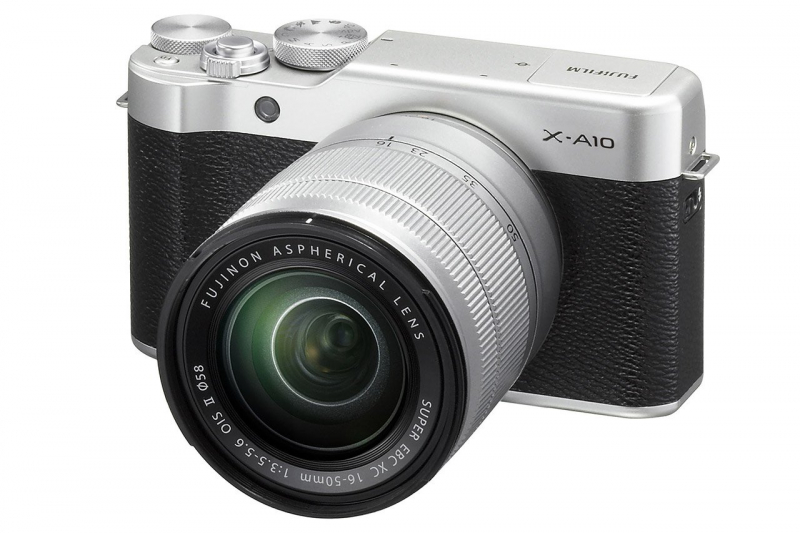 FUJIFILM
X-A10
16
23
35
50
FUJINON ASPHERICAL LENS
SUPER EBC XC 16-50mm 1:3.5-5.6 OIS II Ø58